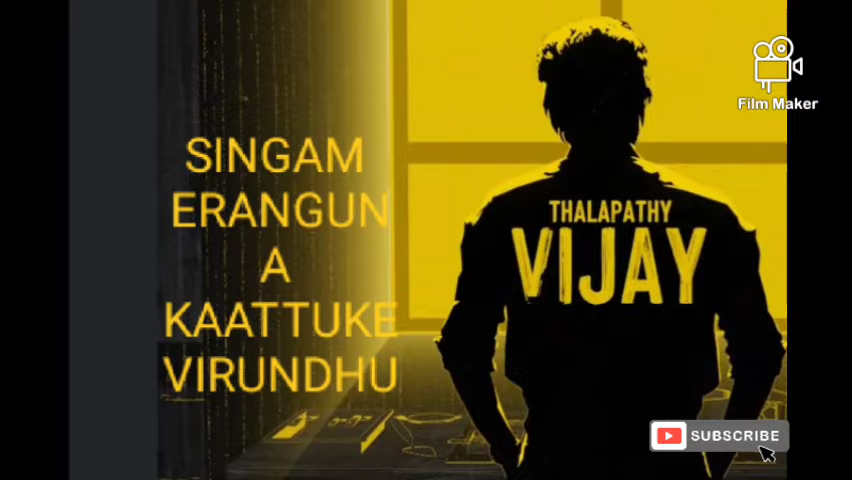 Film Maker
SINGAM
ERANGUN
A
KAATTUKE
VIRUNDHU
THALAPATHY
VIJAY
SUBSCRIBE